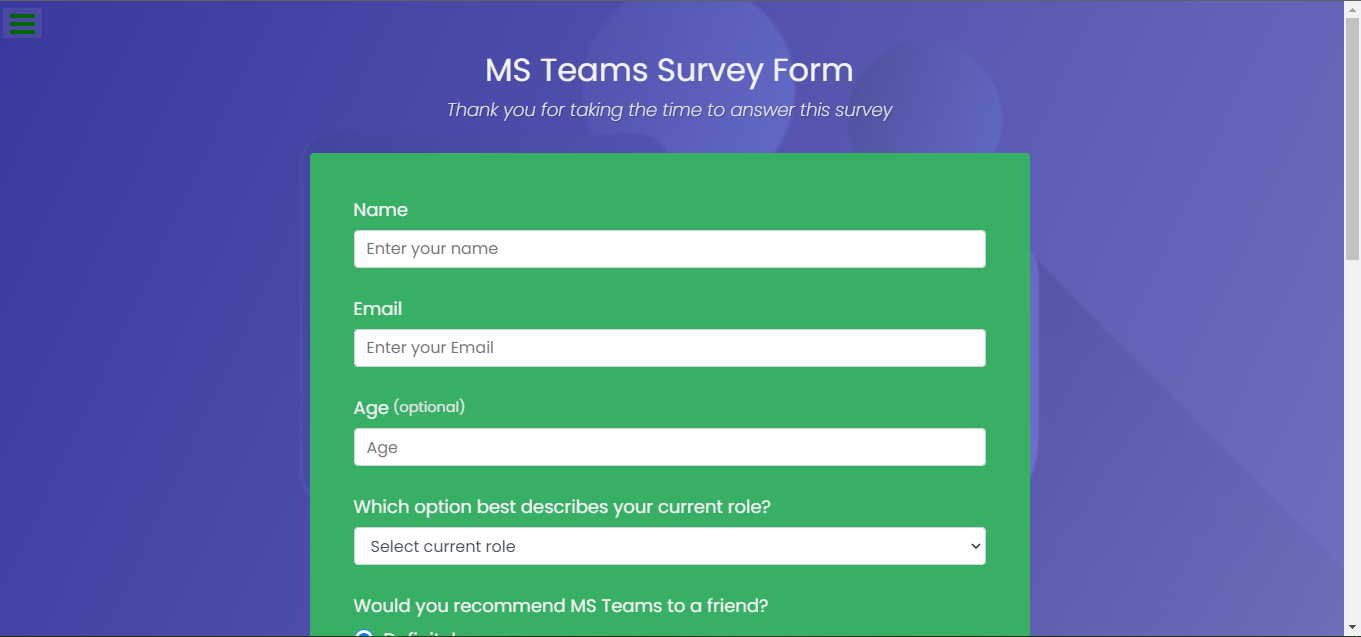 MS Teams Survey Form
Thank you for taking the time to answer this survey
Name
Enter your name
Email
Enter your Email
Age (optional)
Age
Which option best describes your current role?
Select current role
Would you recommend MS Teams to a friend?